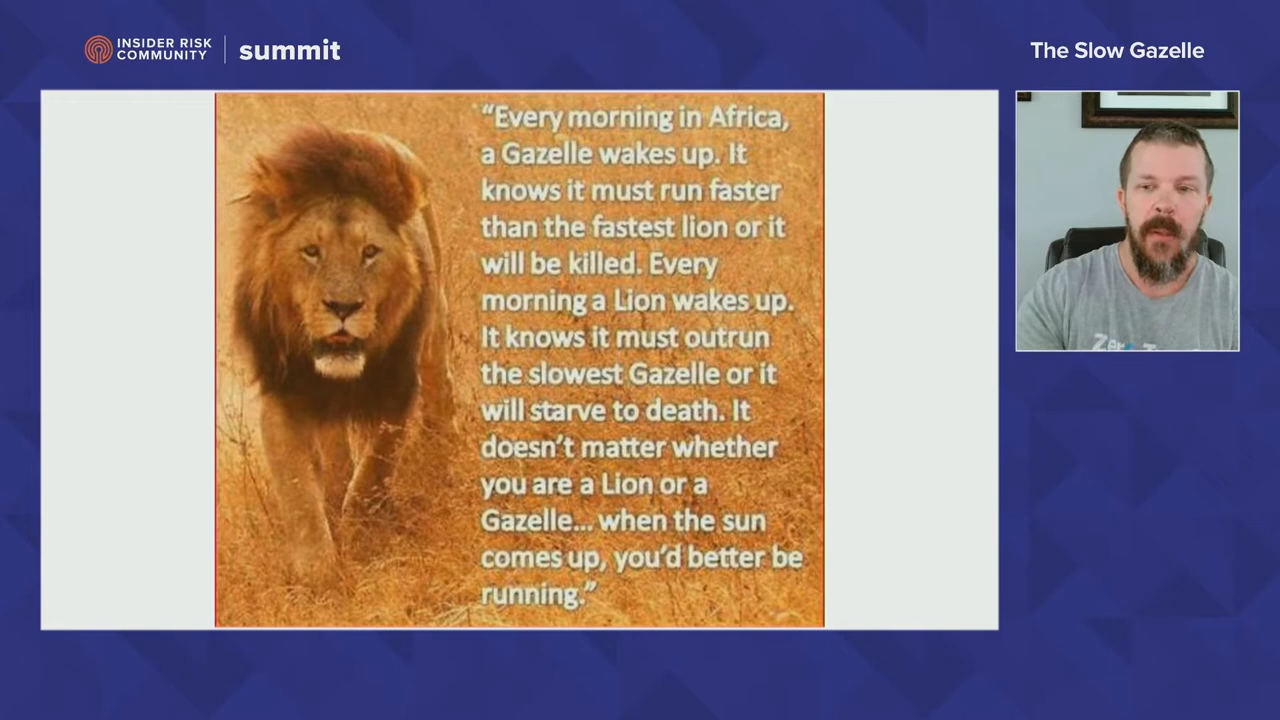 INSIDER RISK
COMMUNITY
summit
The Slow Gazelle
“Every morning in Africa,
a Gazelle wakes up. It
knows it must run faster
than the fastest lion or it
will be killed. Every
morning a Lion wakes up.
It knows it must outrun
the slowest Gazelle or it
will starve to death. It
doesn’t matter whether
you are a Lion or a
Gazelle... when the sun
comes up, you’d better be
running.”